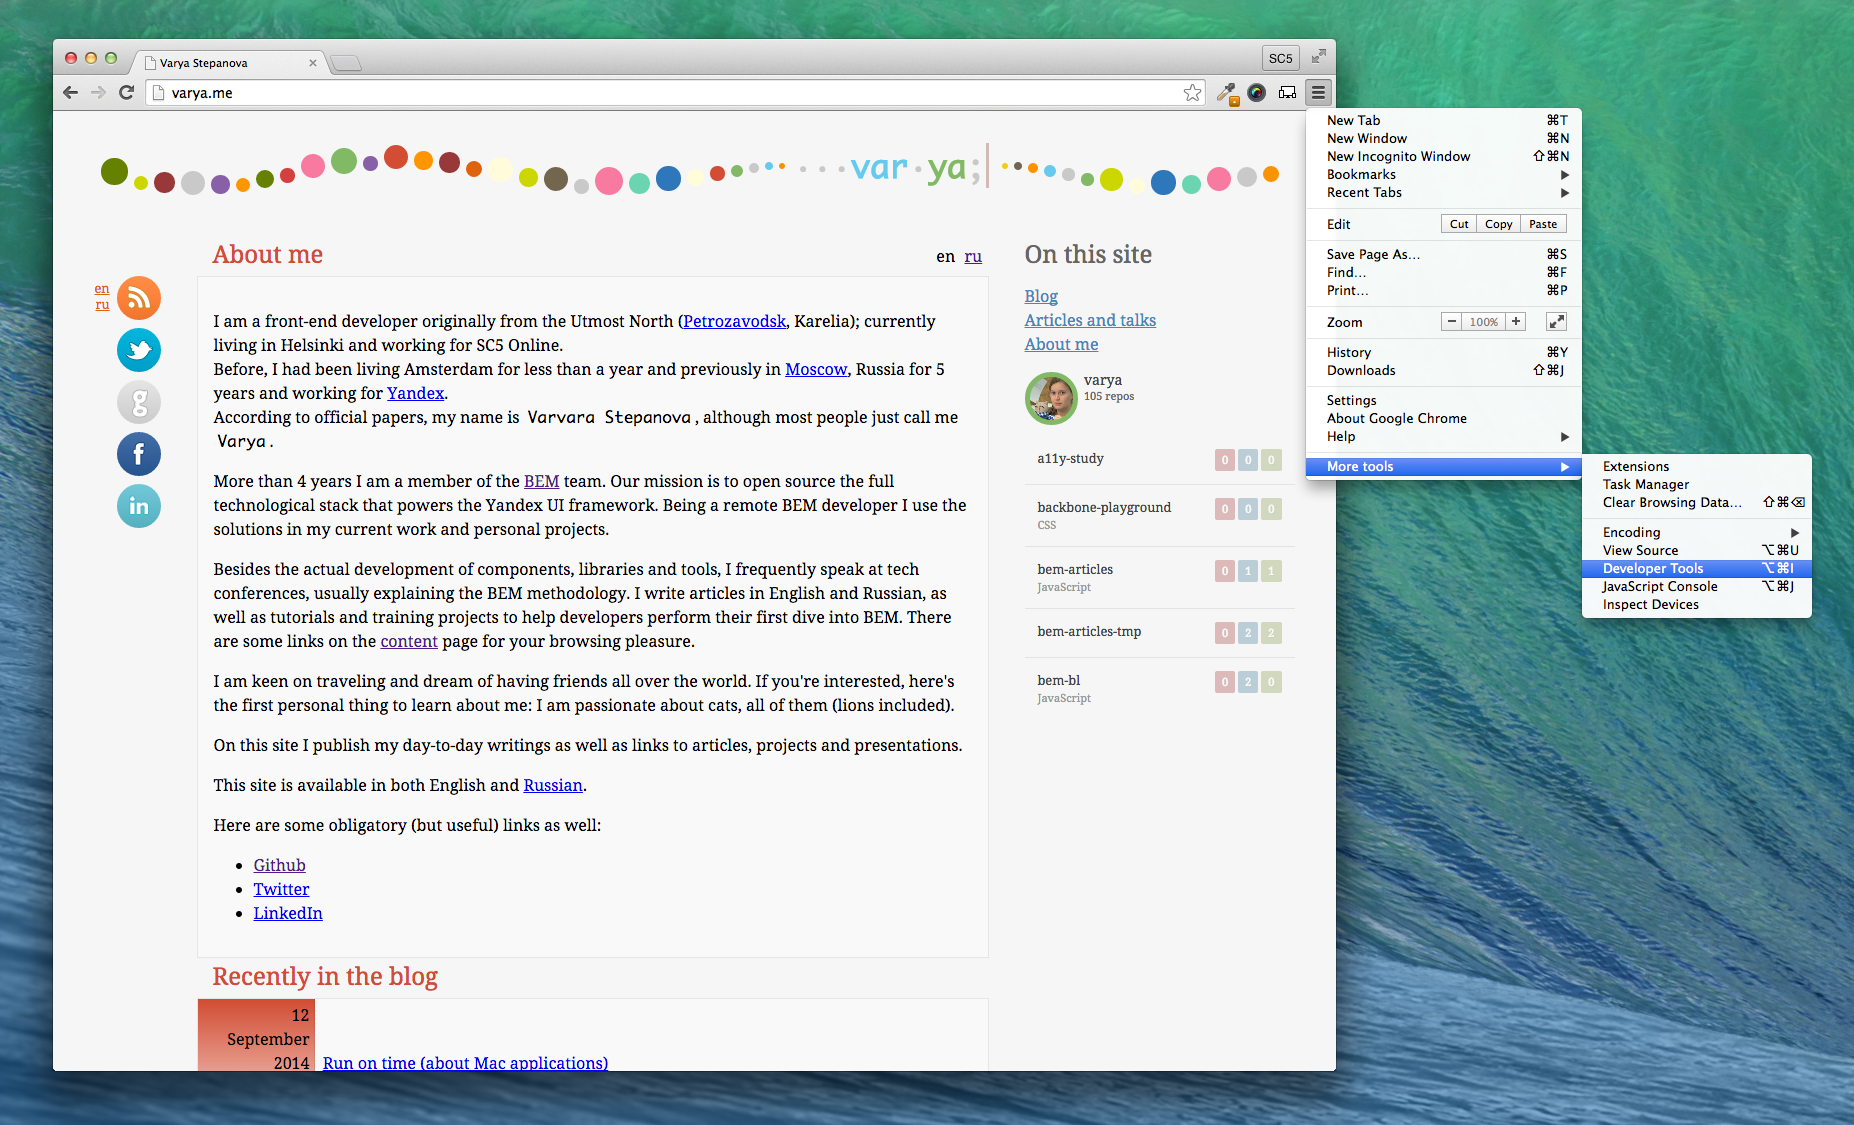 Varya Stepanova
SC5
varya.me
var·ya;
About me
en ru
en
ru
I am a front-end developer originally from the Utmost North (Petrozavodsk, Karelia); currently
living in Helsinki and working for SC5 Online.
Before, I had been living Amsterdam for less than a year and previously in Moscow, Russia for 5
years and working for Yandex.
According to official papers, my name is Varvara Stepanova, although most people just call me
Varya.
More than 4 years I am a member of the BEM team. Our mission is to open source the full
technological stack that powers the Yandex UI framework. Being a remote BEM developer I use the
solutions in my current work and personal projects.
Besides the actual development of components, libraries and tools, I frequently speak at tech
conferences, usually explaining the BEM methodology. I write articles in English and Russian, as
well as tutorials and training projects to help developers perform their first dive into BEM. There
are some links on the content page for your browsing pleasure.
I am keen on traveling and dream of having friends all over the world. If you're interested, here's
the first personal thing to learn about me: I am passionate about cats, all of them (lions included).
On this site I publish my day-to-day writings as well as links to articles, projects and presentations.
This site is available in both English and Russian.
Here are some obligatory (but useful) links as well:
• Github
• Twitter
• LinkedIn
Recently in the blog
12
September
2014 Run on time (about Mac applications)
g
f
in
On this site
Blog
Articles and talks
About me
varya
105 repos
a11y-study 0 0 0
backbone-playground 0 0 0
CSS
bem-articles 0 1 1
JavaScript
bem-articles-tmp 0 2 2
bem-bl 0 2 0
JavaScript
New Tab ⌘T
New Window ⌘N
New Incognito Window ⇧⌘N
Bookmarks ▶
Recent Tabs ▶
Edit Cut Copy Paste
Save Page As... ⌘S
Find... ⌘F
Print... ⌘P
Zoom − 100% +
History ⌘Y
Downloads ⇧⌘J
Settings
About Google Chrome
Help ▶
More tools ▶
Extensions
Task Manager
Clear Browsing Data... ⇧⌘⌫
Encoding ▶
View Source ⌥⌘U
Developer Tools ⌥⌘I
JavaScript Console ⌥⌘J
Inspect Devices